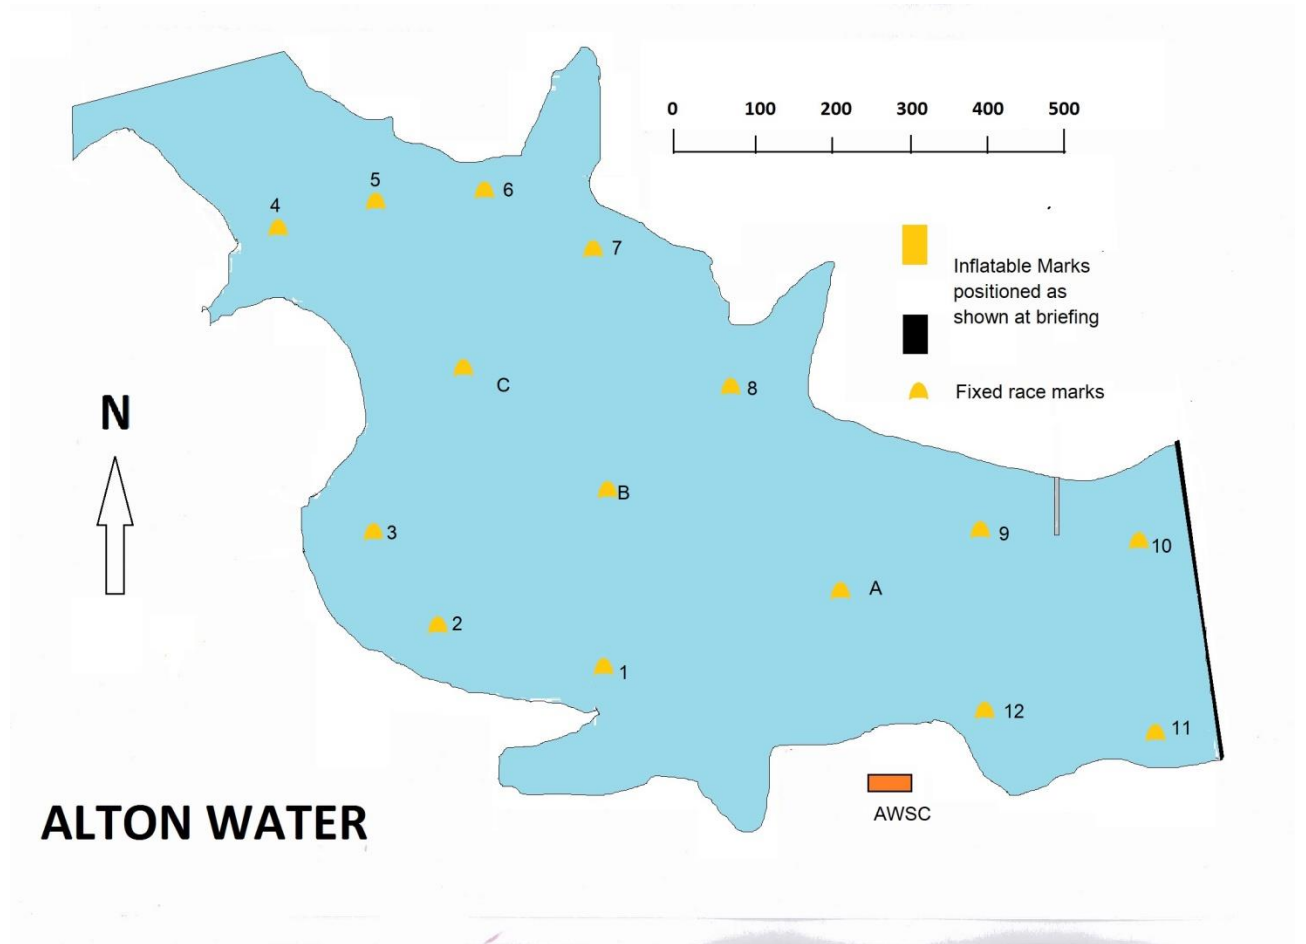 0 100 200 300 400 500
5
6
4
7
Inflatable Marks
positioned as
shown at briefing
C
8
Fixed race marks
N
B
3
9
10
A
2
1
12
11
ALTON WATER
AWSC